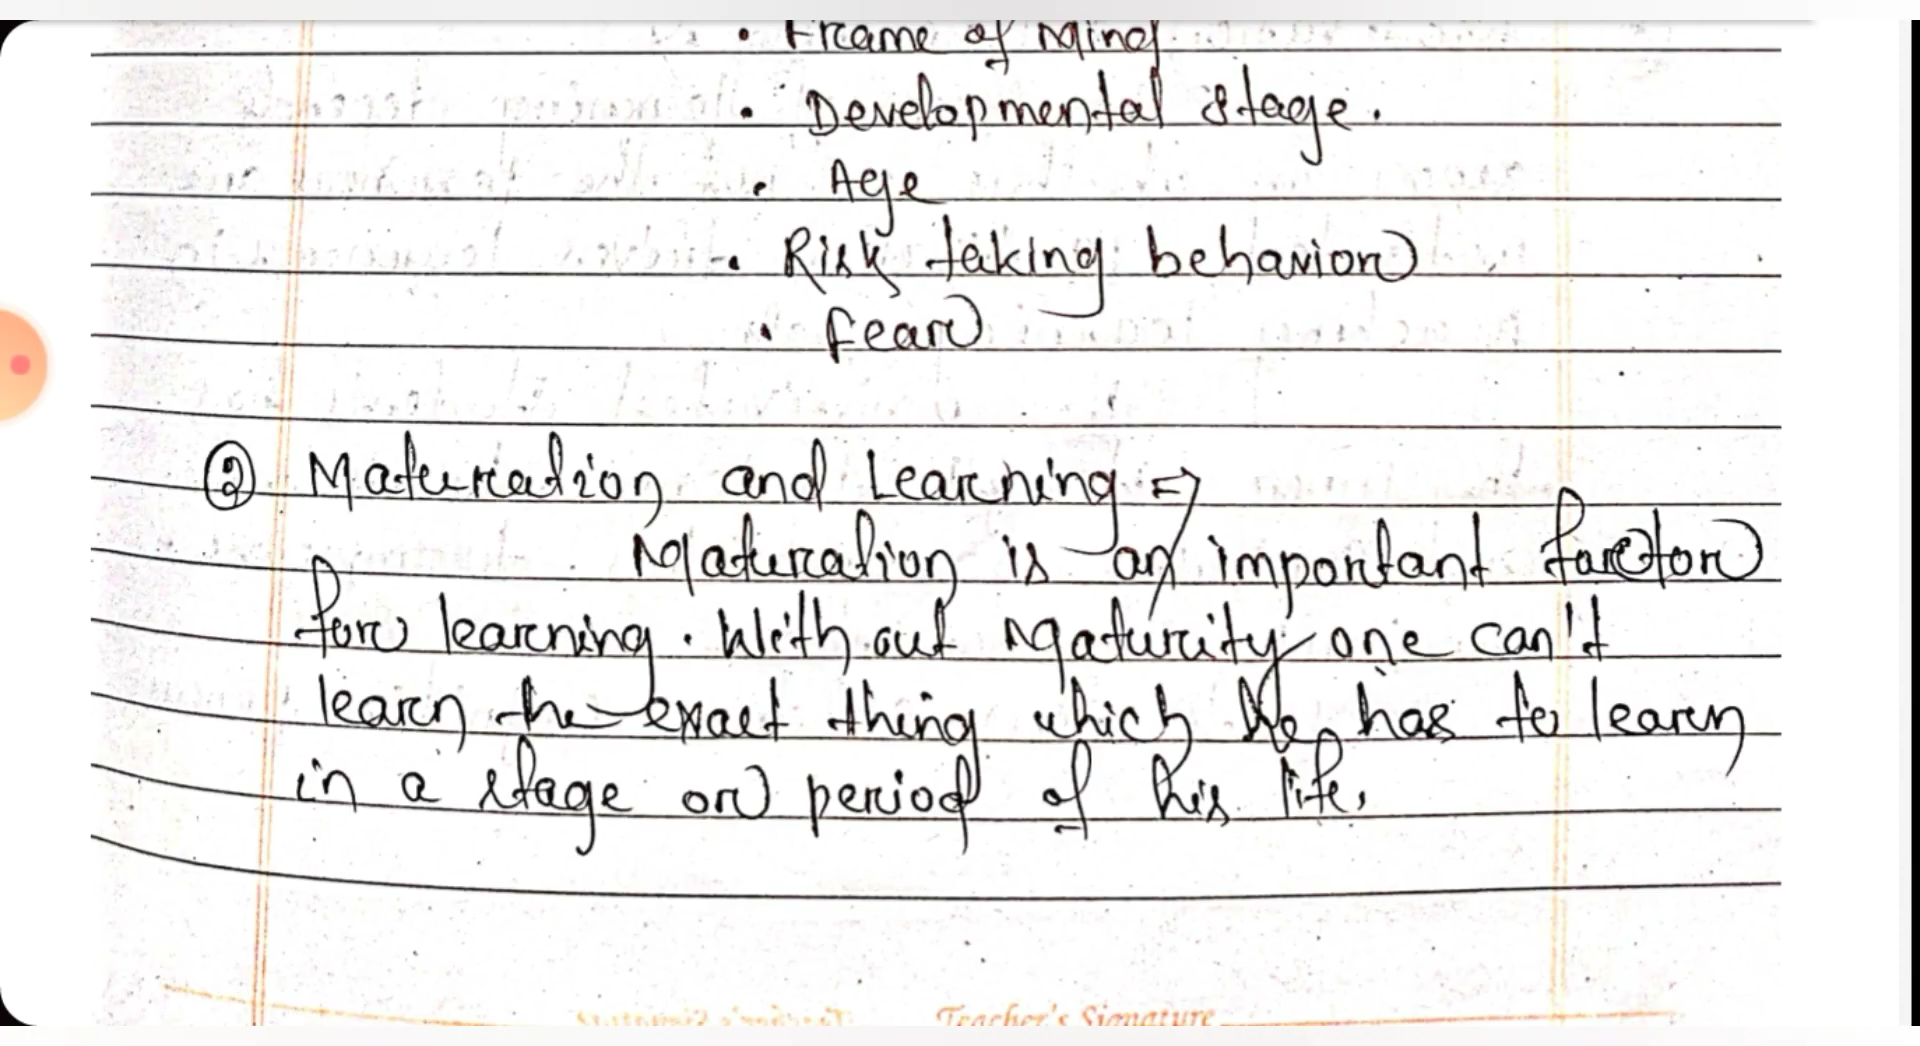 • Frame of Mind
• Developmental stage.
• Age
• Risk taking behavior
• fear
② Maturation and Learning ⇒
Maturation is an important factor
for learning. Without Maturity one can't
learn the exact thing which he has to learn
in a stage or period of his life.
Teacher's Signature